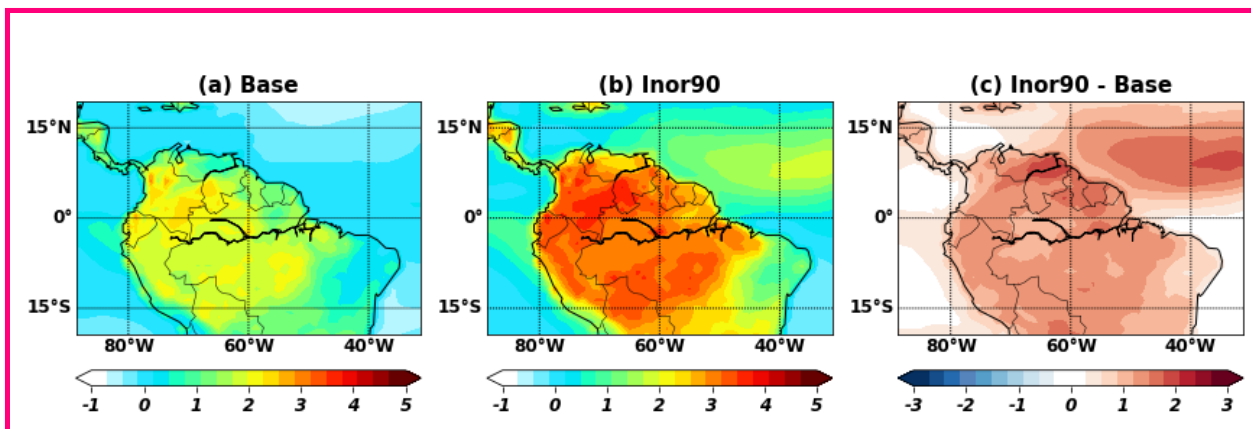 (a) Base (b) Inor90 (c) Inor90 - Base
15°N 15°N 15°N
0° 0° 0°
15°S 15°S 15°S
80°W 60°W 40°W 80°W 60°W 40°W 80°W 60°W 40°W
-1 0 1 2 3 4 5 -1 0 1 2 3 4 5 -3 -2 -1 0 1 2 3